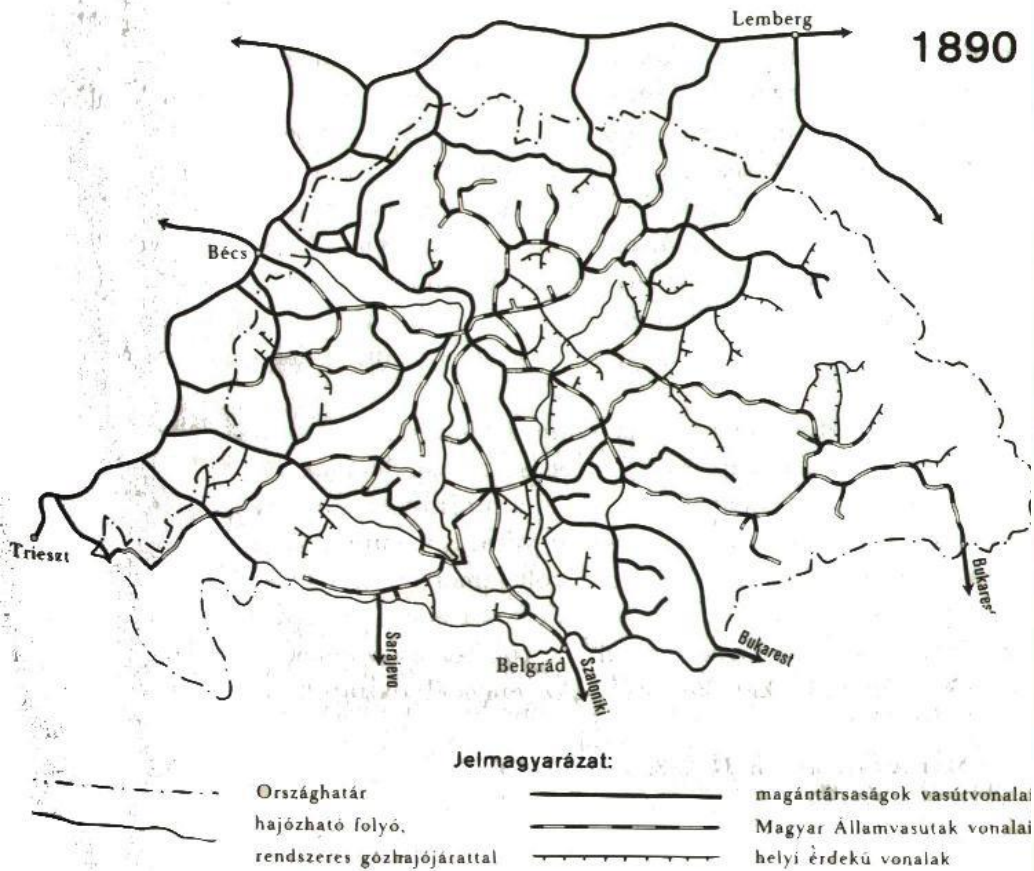 Lemberg
1890
Bécs
Trieszt
Sarajevo
Belgrád
Szaloniki
Bukarest
Bukares
Jelmagyarázat:
Országhatár
hajózható folyó,
rendszeres gőzhajójárattal
magántársaságok vasútvonalai
Magyar Államvasutak vonalai
helyi érdekű vonalak